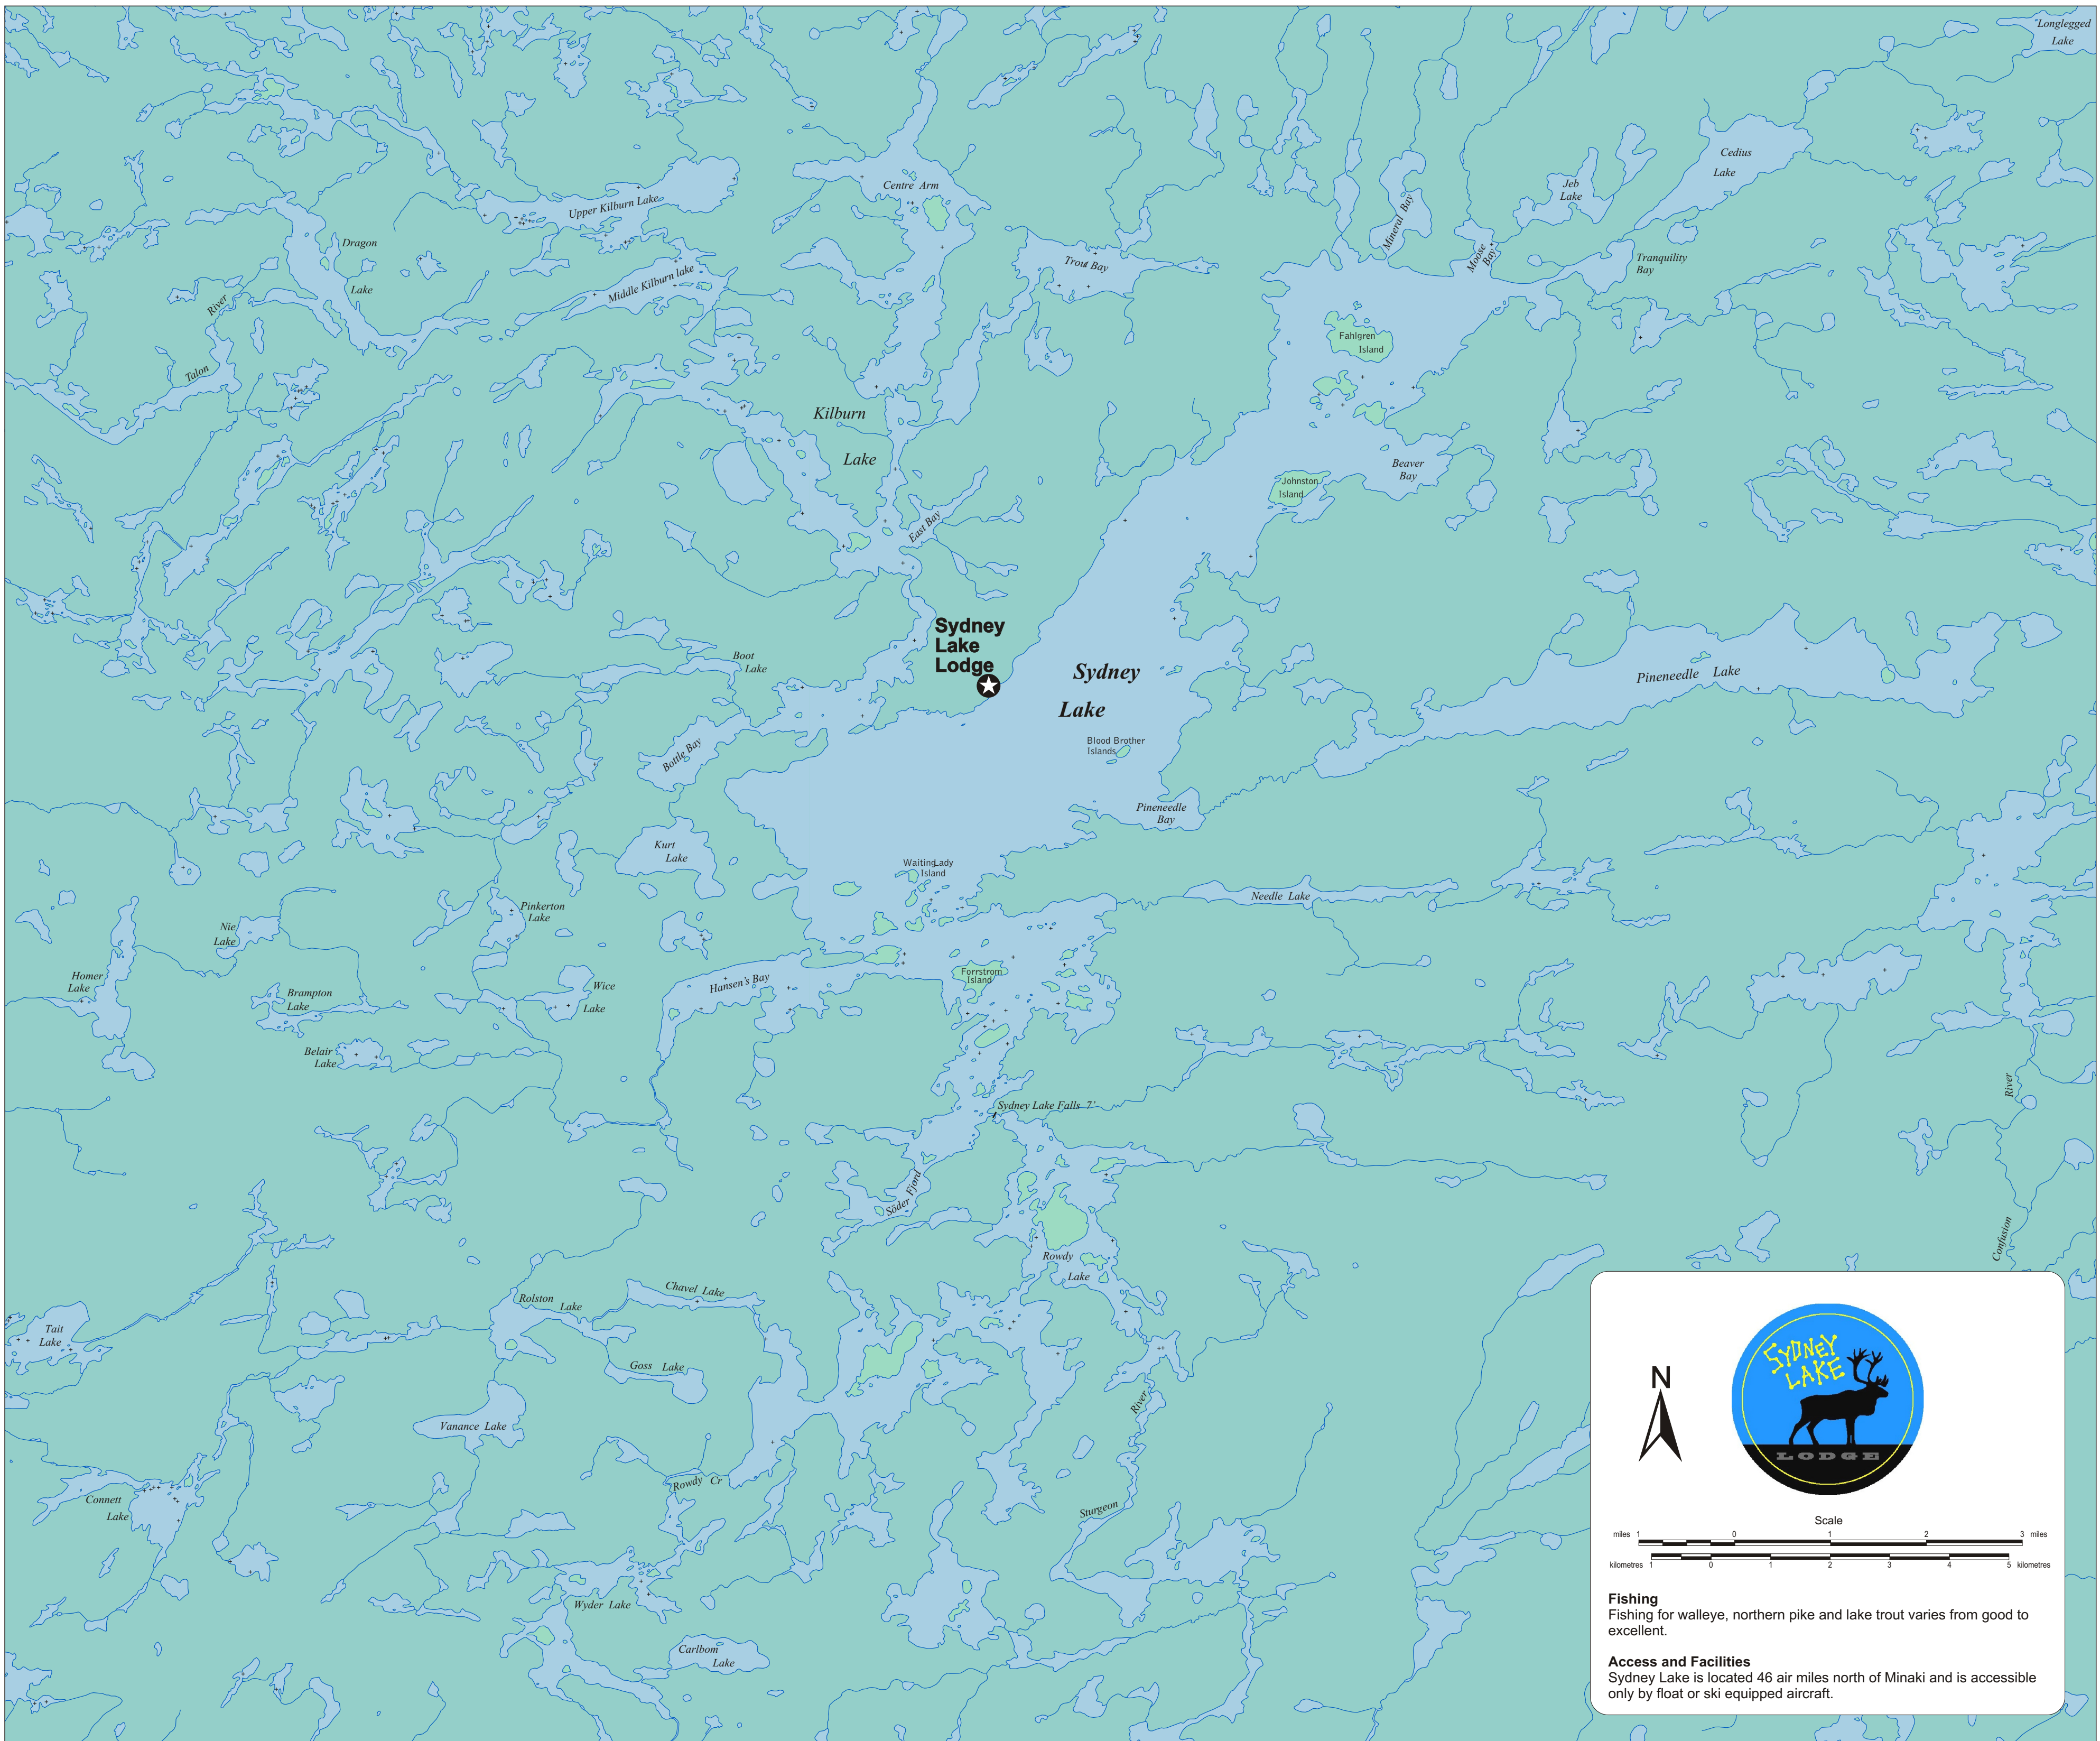 "Longlegged
Lake
Cedius
Lake
Jeb
Lake
Centre Arm
Upper Kilburn Lake
Mineral Bay
Moose
Bay
Dragon
Lake
Tranquility
Bay
Trout Bay
Middle Kilburn lake
River
Talon
Fahlgren
Island
Kilburn
Lake
Beaver
Bay
Johnston
Island
East Bay
Sydney
Lake
Lodge
Boot
Lake
Sydney
Lake
Pineneedle Lake
Bottle Bay
Blood Brother
Islands
Pineneedle
Bay
Kurt
Lake
WaitingLady
Island
Needle Lake
Pinkerton
Lake
Nie
Lake
Homer
Lake
Hansen's Bay
Forrstrom
Island
Wice
Lake
Brampton
Lake
Belair
Lake
River
Sydney Lake Falls 7'
Soder Fjord
Confusion
Rowdy
Lake
Chavel Lake
Rolston
Lake
Tait
Lake
Goss Lake
River
Vanance Lake
Rowdy Cr
Connett
Lake
Sturgeon
Wyder Lake
Carlbom
Lake
SYDNEY
LAKE
LODGE
N
Scale
miles 1 0 1 2 3 miles
kilometres 1 0 1 2 3 4 5 kilometres
Fishing
Fishing for walleye, northern pike and lake trout varies from good to
excellent.
Access and Facilities
Sydney Lake is located 46 air miles north of Minaki and is accessible
only by float or ski equipped aircraft.